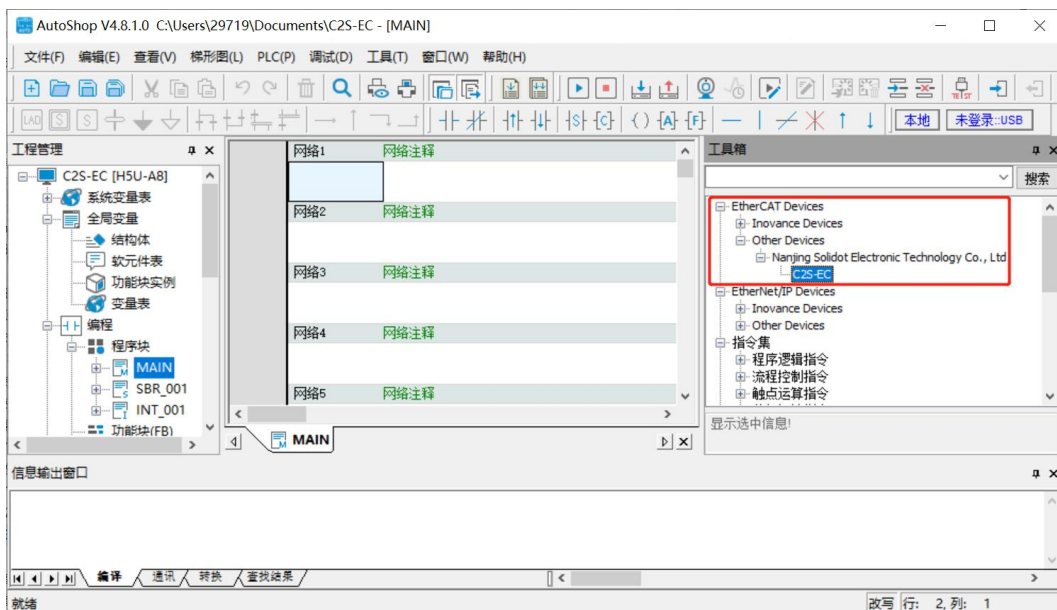 AutoShop V4.8.1.0 C:\Users\29719\Documents\C2S-EC - [MAIN]
文件(F) 编辑(E) 查看(V) 梯形图(L) PLC(P) 调试(D) 工具(T) 窗口(W) 帮助(H)
LAD
本地
未登录::USB
工程管理
C2S-EC [H5U-A8]
系统变量表
全局变量
结构体
软元件表
功能块实例
变量表
编程
程序块
MAIN
SBR_001
INT_001
功能块(FB)
网络1 网络注释
网络2 网络注释
网络3 网络注释
网络4 网络注释
网络5 网络注释
MAIN
工具箱
搜索
EtherCAT Devices
Inovance Devices
Other Devices
Nanjing Solidot Electronic Technology Co., Ltd
C2S-EC
EtherNet/IP Devices
Inovance Devices
Other Devices
指令集
程序逻辑指令
流程控制指令
触点运算指令
显示选中信息!
信息输出窗口
编译 通讯 转换 查找结果
就绪
改写 行: 2, 列: 1